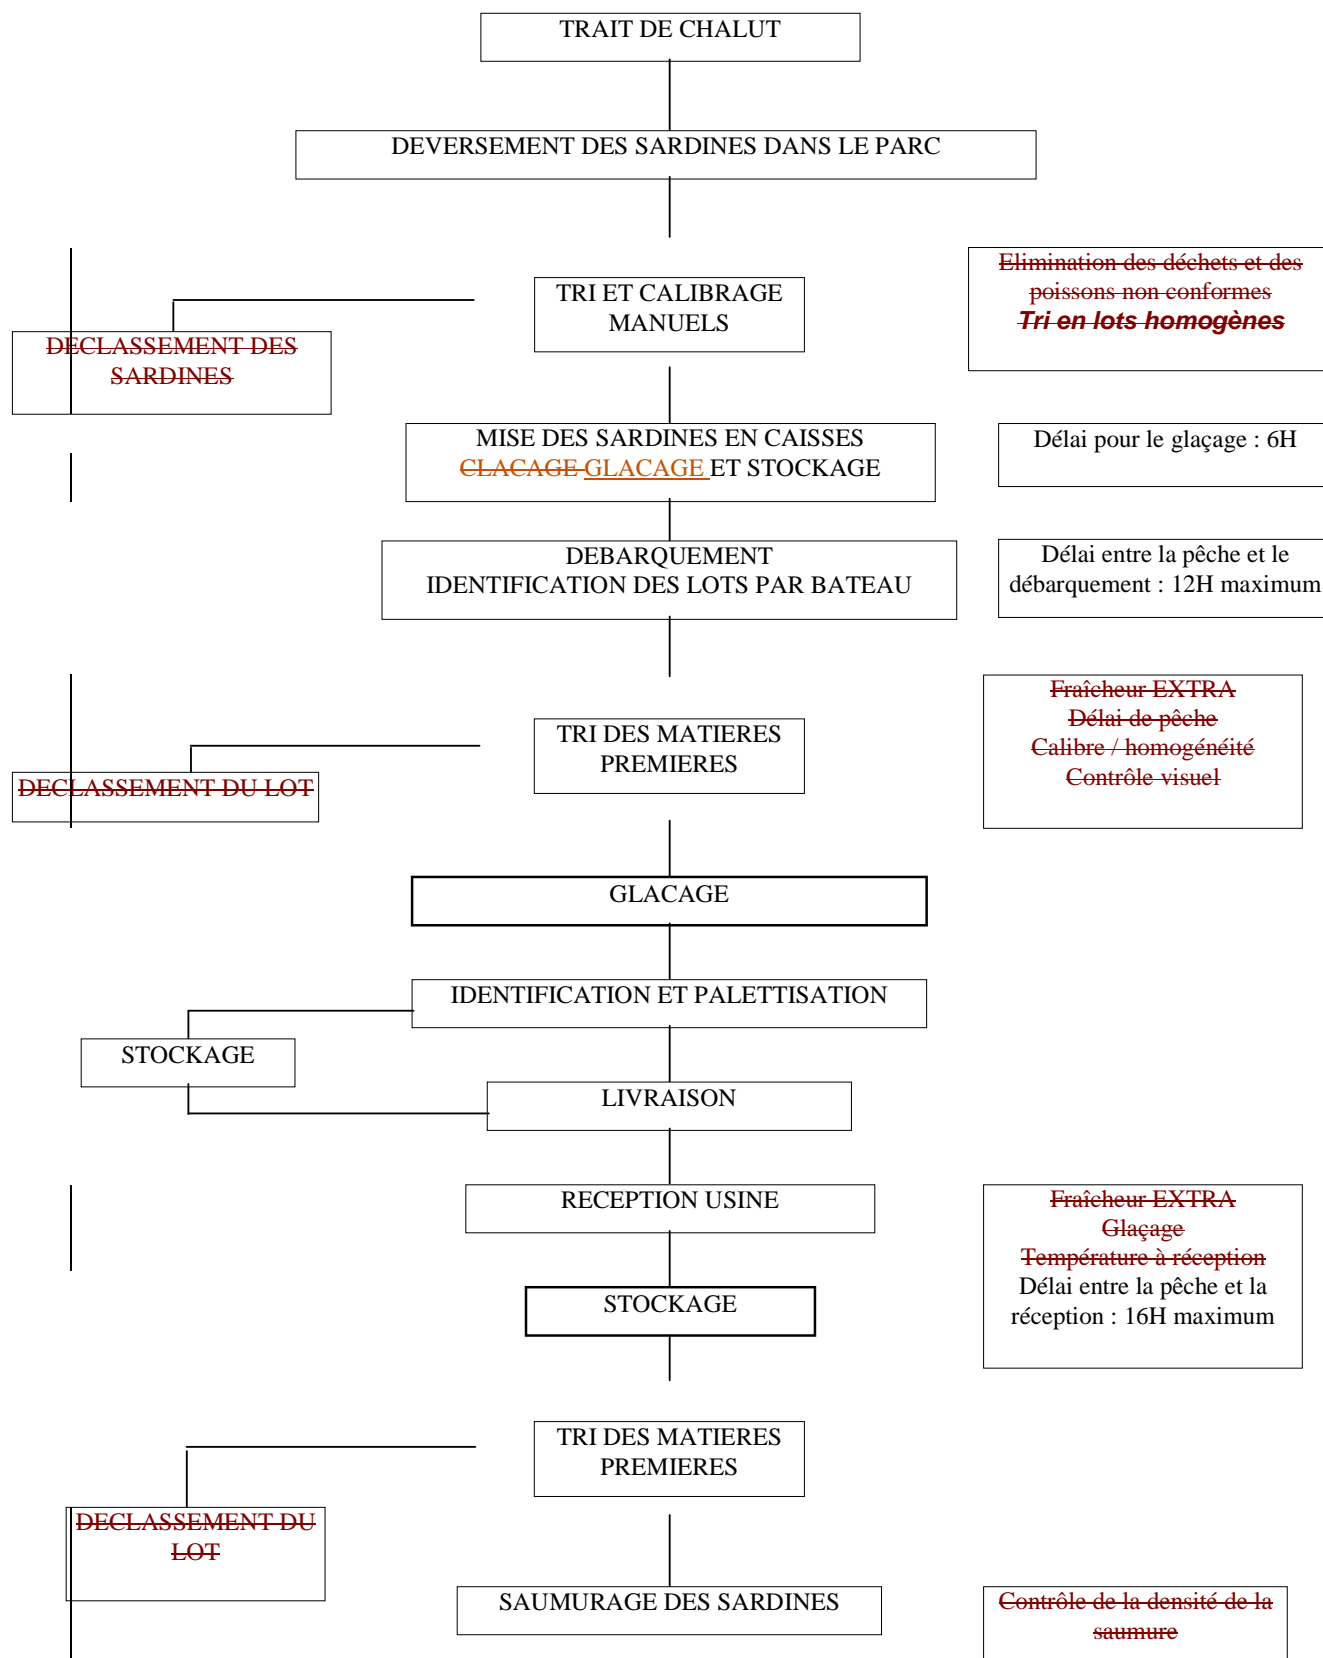 TRAIT DE CHALUT
DEVERSEMENT DES SARDINES DANS LE PARC
TRI ET CALIBRAGE
MANUELS
Elimination des déchets et des
poissons non conformes
Tri en lots homogènes
DECLASSEMENT DES
SARDINES
MISE DES SARDINES EN CAISSES
CLACAGE GLACAGE ET STOCKAGE
Délai pour le glaçage : 6H
DEBARQUEMENT
IDENTIFICATION DES LOTS PAR BATEAU
Délai entre la pêche et le
débarquement : 12H maximum
TRI DES MATIERES
PREMIERES
Fraîcheur EXTRA
Délai de pêche
Calibre / homogénéité
Contrôle visuel
DECLASSEMENT DU LOT
GLACAGE
IDENTIFICATION ET PALETTISATION
STOCKAGE
LIVRAISON
RECEPTION USINE
Fraîcheur EXTRA
Glaçage
Température à réception
Délai entre la pêche et la
réception : 16H maximum
STOCKAGE
TRI DES MATIERES
PREMIERES
DECLASSEMENT DU
LOT
SAUMURAGE DES SARDINES
Contrôle de la densité de la
saumure